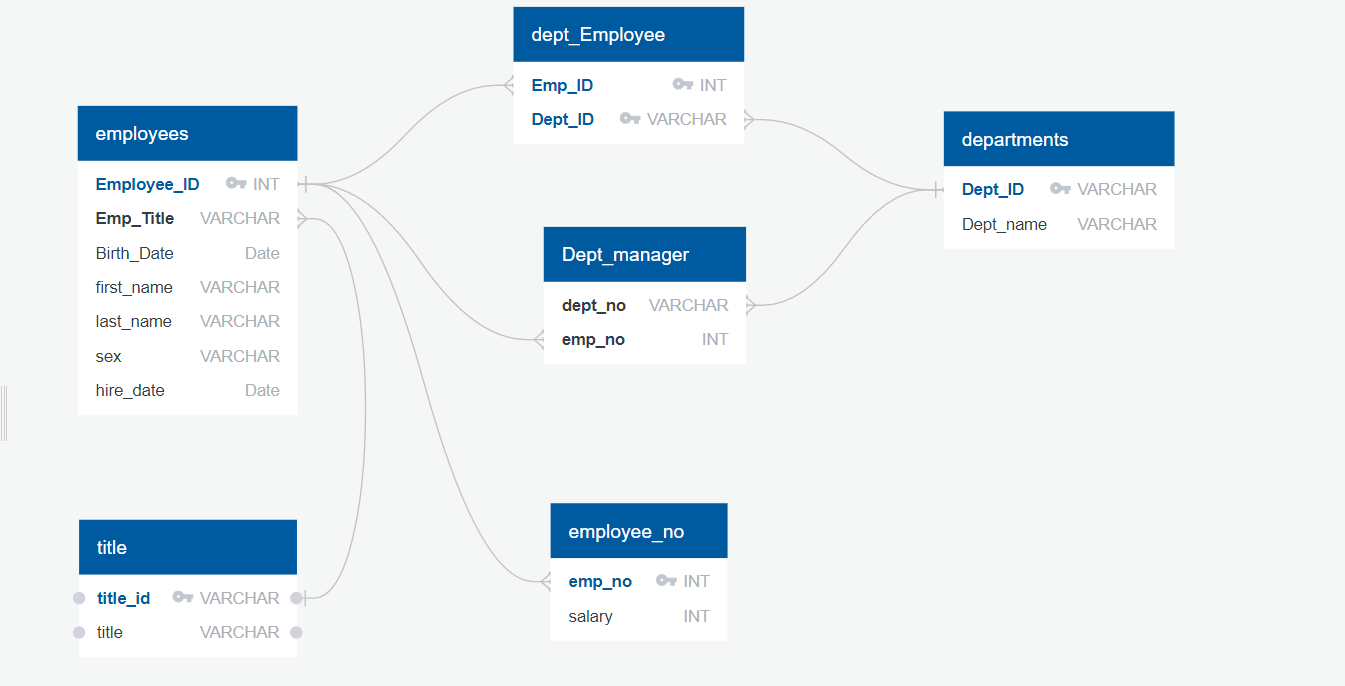 dept_Employee
Emp_ID INT
Dept_ID VARCHAR
employees
Employee_ID INT
Emp_Title VARCHAR
Birth_Date Date
first_name VARCHAR
last_name VARCHAR
sex VARCHAR
hire_date Date
departments
Dept_ID VARCHAR
Dept_name VARCHAR
Dept_manager
dept_no VARCHAR
emp_no INT
title
title_id VARCHAR
title VARCHAR
employee_no
emp_no INT
salary INT